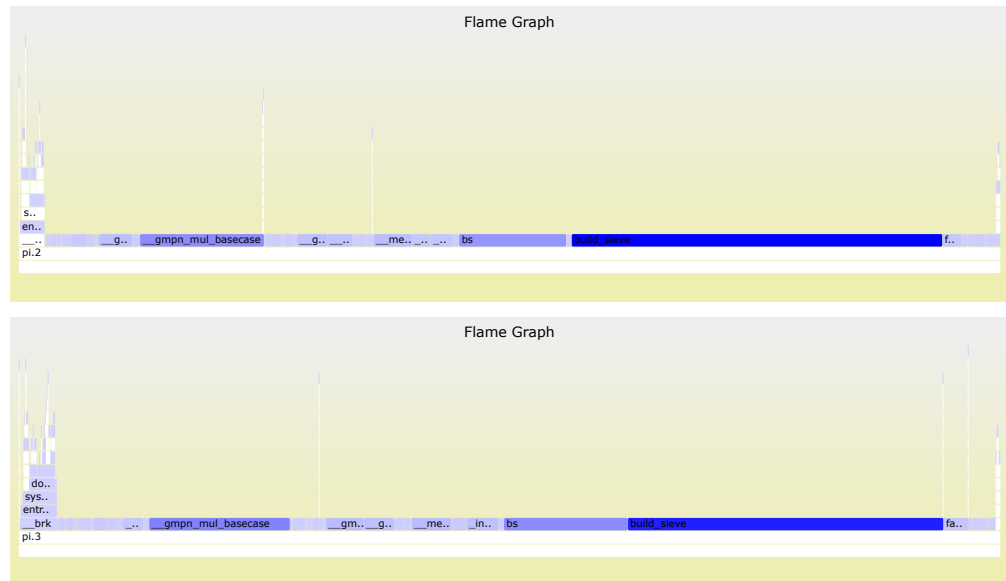 Flame Graph
s..
en..
__.. __g.. __gmpn_mul_basecase __g.. __.. __me.. _.. _.. bs build_sieve f..
pi.2
Flame Graph
do..
sys..
entr..
__brk _.. __gmpn_mul_basecase __gm.. __g.. __me.. _in.. bs build_sieve fa..
pi.3